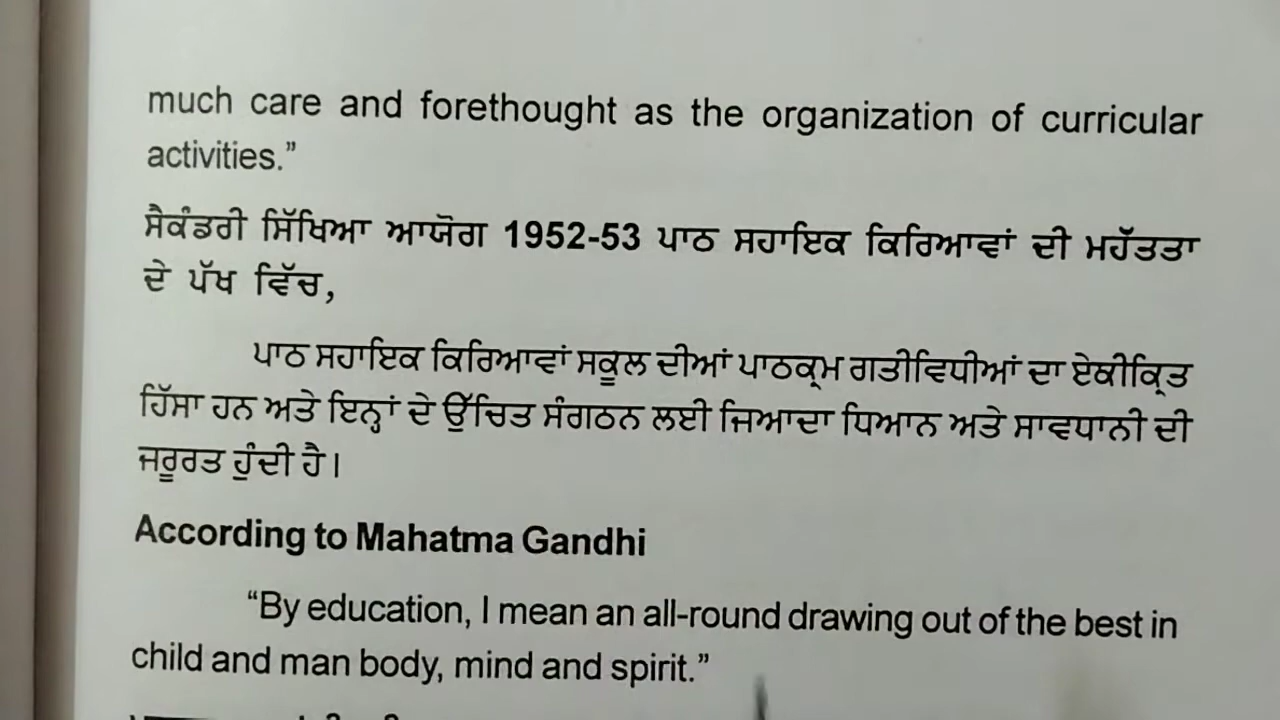 much care and forethought as the organization of curricular
activities.”
ਸੈਕੰਡਰੀ ਸਿੱਖਿਆ ਆਯੋਗ 1952-53 ਪਾਠ ਸਹਾਇਕ ਕਿਰਿਆਵਾਂ ਦੀ ਮਹੱਤਤਾ
ਦੇ ਪੱਖ ਵਿੱਚ,
ਪਾਠ ਸਹਾਇਕ ਕਿਰਿਆਵਾਂ ਸਕੂਲ ਦੀਆਂ ਪਾਠਕ੍ਰਮ ਗਤੀਵਿਧੀਆਂ ਦਾ ਏਕੀਕ੍ਰਿਤ
ਹਿੱਸਾ ਹਨ ਅਤੇ ਇਨ੍ਹਾਂ ਦੇ ਉੱਚਿਤ ਸੰਗਠਨ ਲਈ ਜਿਆਦਾ ਧਿਆਨ ਅਤੇ ਸਾਵਧਾਨੀ ਦੀ
ਜਰੂਰਤ ਹੁੰਦੀ ਹੈ।
According to Mahatma Gandhi
“By education, I mean an all-round drawing out of the best in
child and man body, mind and spirit.”